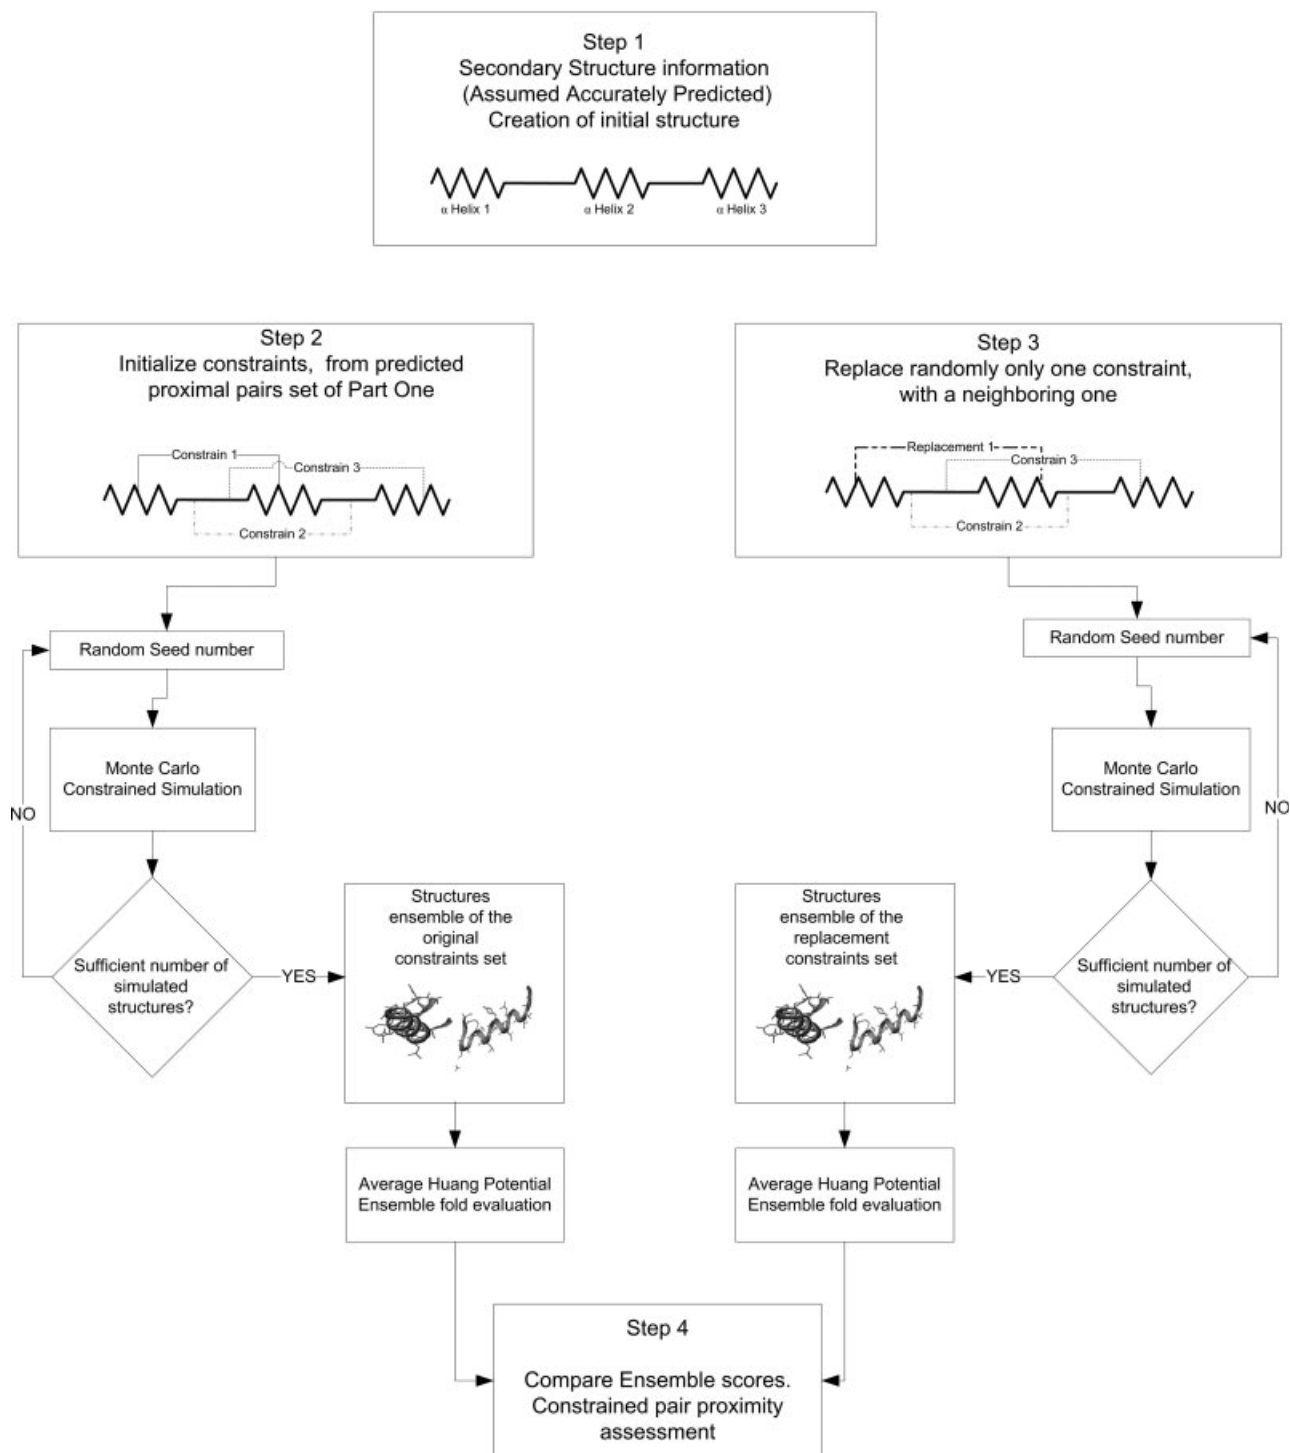 Step 1
Secondary Structure information
(Assumed Accurately Predicted)
Creation of initial structure
α Helix 1
α Helix 2
α Helix 3
Step 2
Initialize constraints, from predicted
proximal pairs set of Part One
Constrain 1
Constrain 3
Constrain 2
Step 3
Replace randomly only one constraint,
with a neighboring one
Replacement 1
Constrain 3
Constrain 2
Random Seed number
Monte Carlo
Constrained Simulation
NO
Sufficient number of
simulated
structures?
YES
Structures
ensemble of the
original
constraints set
Average Huang Potential
Ensemble fold evaluation
Random Seed number
Monte Carlo
Constrained Simulation
NO
Sufficient number of
simulated
structures?
YES
Structures
ensemble of the
replacement
constraints set
Average Huang Potential
Ensemble fold evaluation
Step 4
Compare Ensemble scores.
Constrained pair proximity
assessment